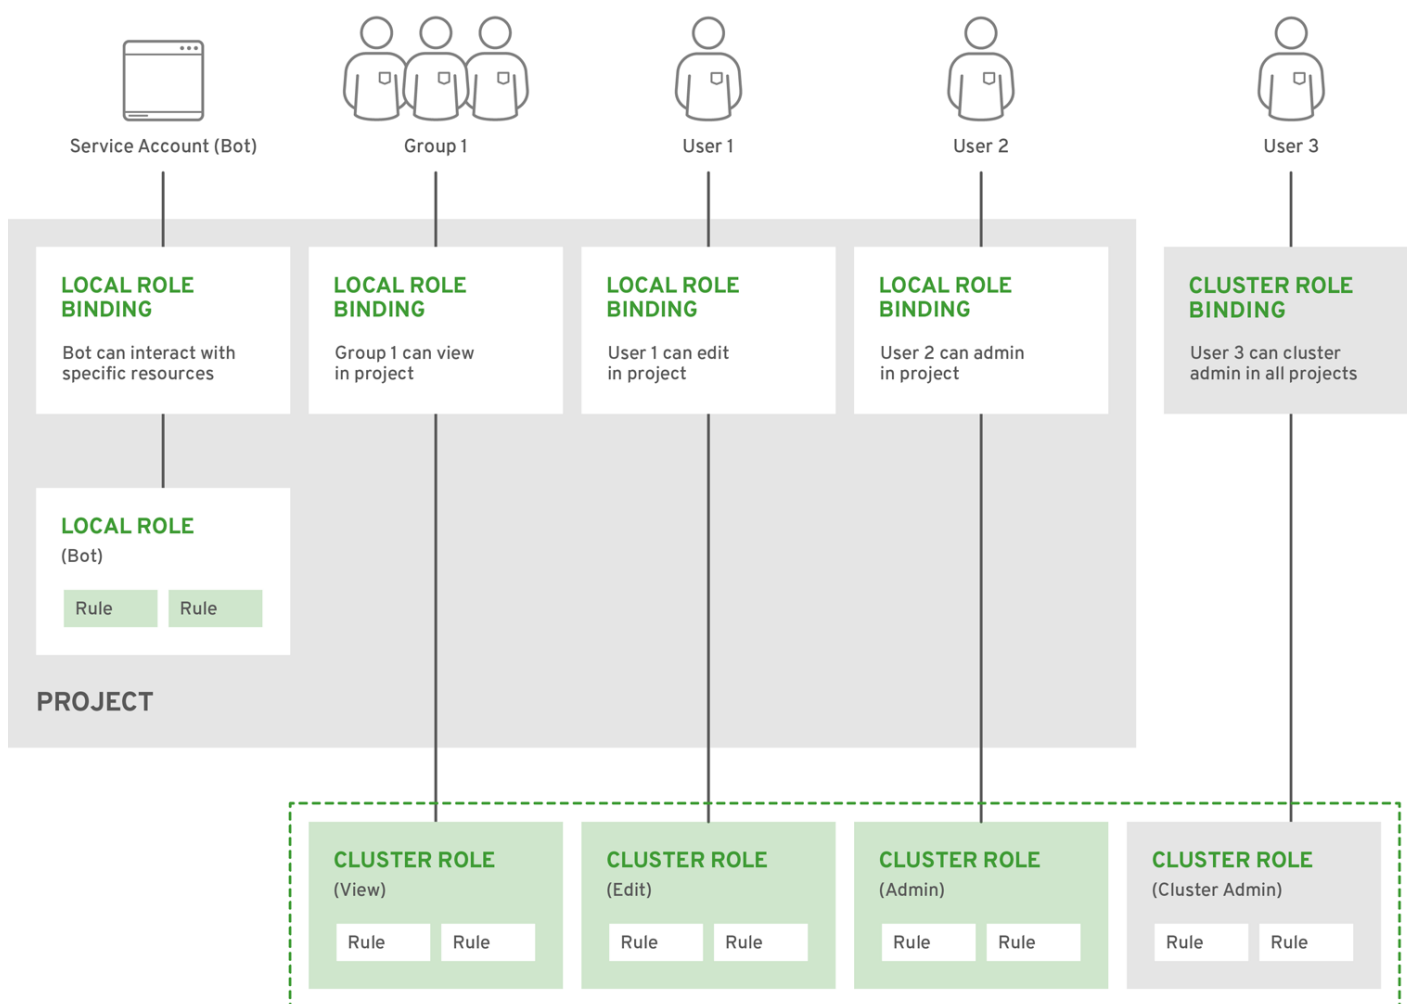 Service Account (Bot)
Group 1
User 1
User 2
User 3
LOCAL ROLE
BINDING
Bot can interact with
specific resources
LOCAL ROLE
BINDING
Group 1 can view
in project
LOCAL ROLE
BINDING
User 1 can edit
in project
LOCAL ROLE
BINDING
User 2 can admin
in project
CLUSTER ROLE
BINDING
User 3 can cluster
admin in all projects
LOCAL ROLE
(Bot)
Rule
Rule
PROJECT
CLUSTER ROLE
(View)
Rule
Rule
CLUSTER ROLE
(Edit)
Rule
Rule
CLUSTER ROLE
(Admin)
Rule
Rule
CLUSTER ROLE
(Cluster Admin)
Rule
Rule